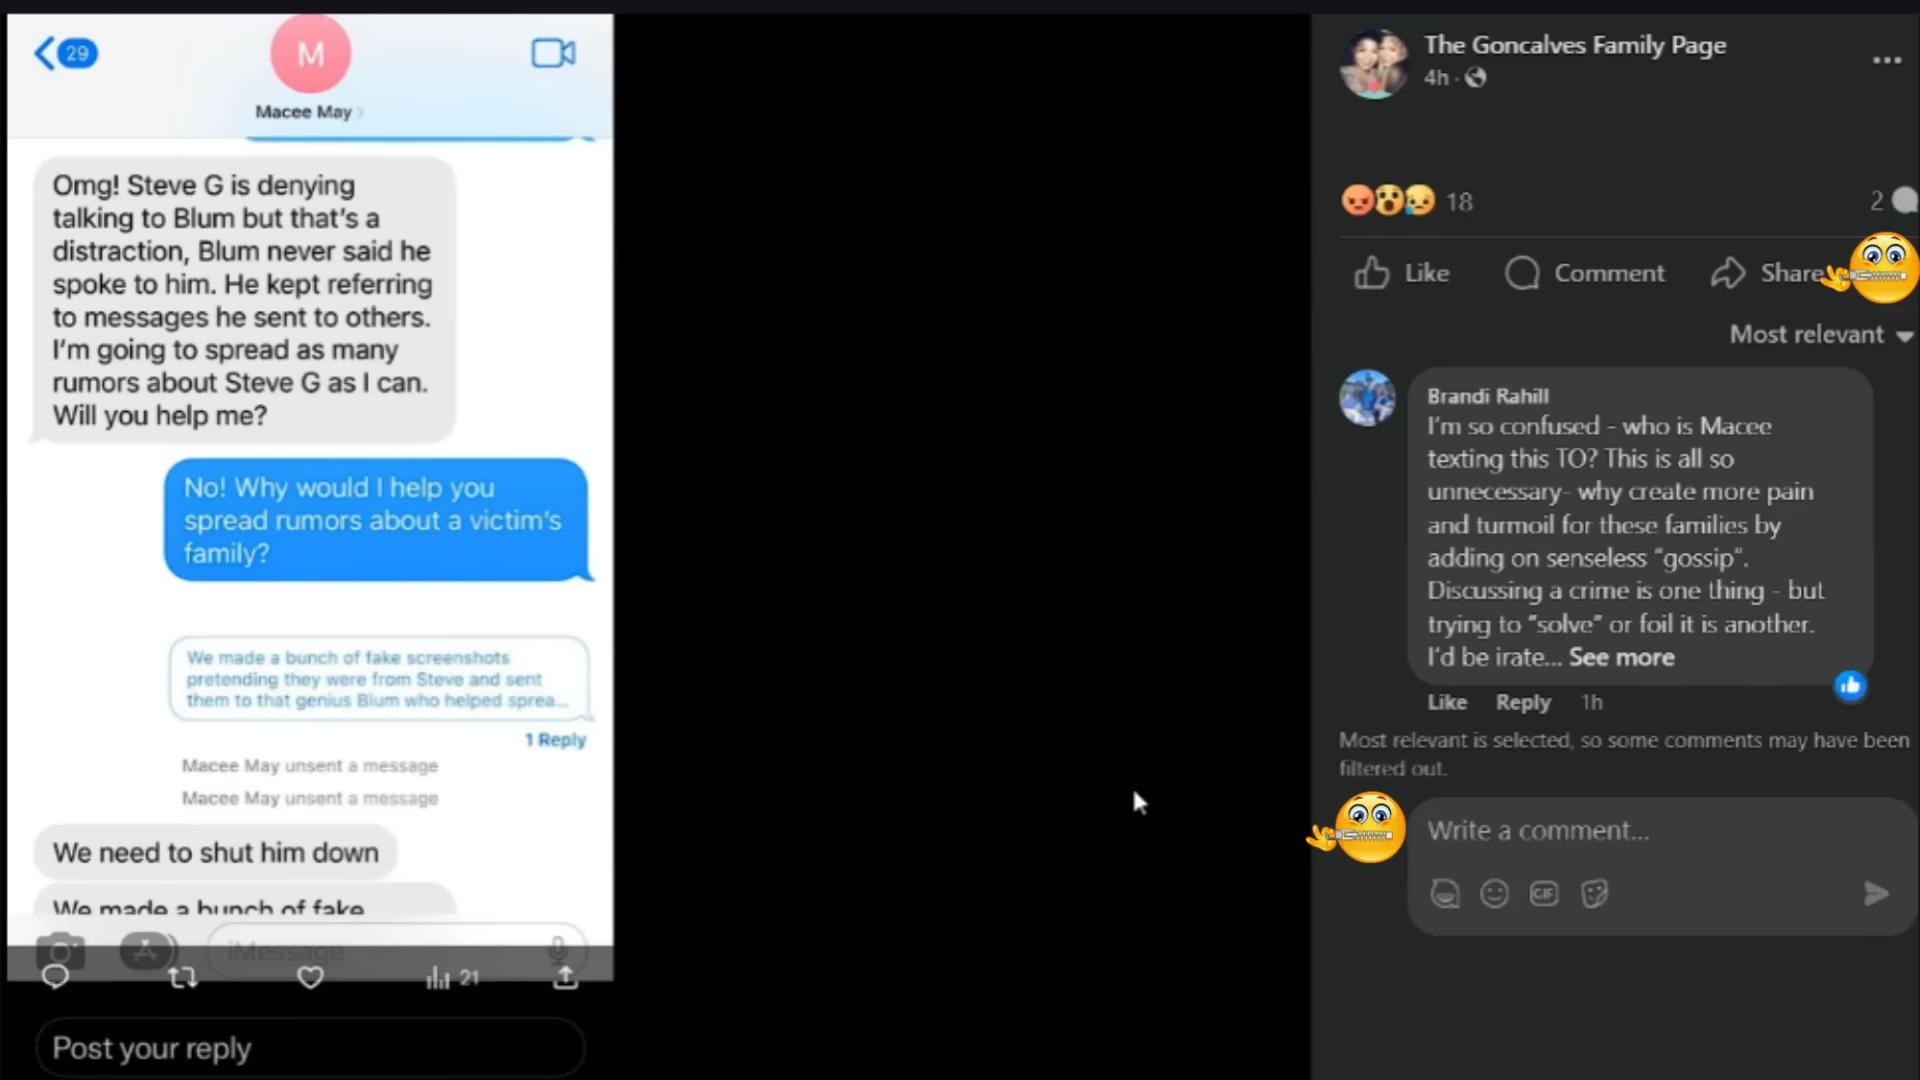 29
M
Macee May
Omg! Steve G is denying
talking to Blum but that's a
distraction, Blum never said he
spoke to him. He kept referring
to messages he sent to others.
I'm going to spread as many
rumors about Steve G as I can.
Will you help me?
No! Why would I help you
spread rumors about a victim's
family?
We made a bunch of fake screenshots
pretending they were from Steve and sent
them to that genius Blum who helped sprea...
1 Reply
Macee May unsent a message
Macee May unsent a message
We need to shut him down
We made a bunch of fake
iMessage
21
Post your reply
The Goncalves Family Page
4h ·
18
2
Like Comment Share
Most relevant
Brandi Rahill
I'm so confused - who is Macee
texting this TO? This is all so
unnecessary- why create more pain
and turmoil for these families by
adding on senseless "gossip".
Discussing a crime is one thing - but
trying to "solve" or foil it is another.
I'd be irate... See more
Like Reply 1h
Most relevant is selected, so some comments may have been
filtered out.
Write a comment...
GIF